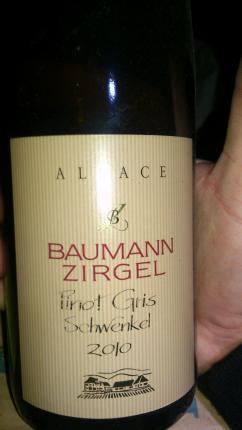 ALSACE
B
BAUMANN
ZIRGEL
Pinot Gris
Schwenkel
2010